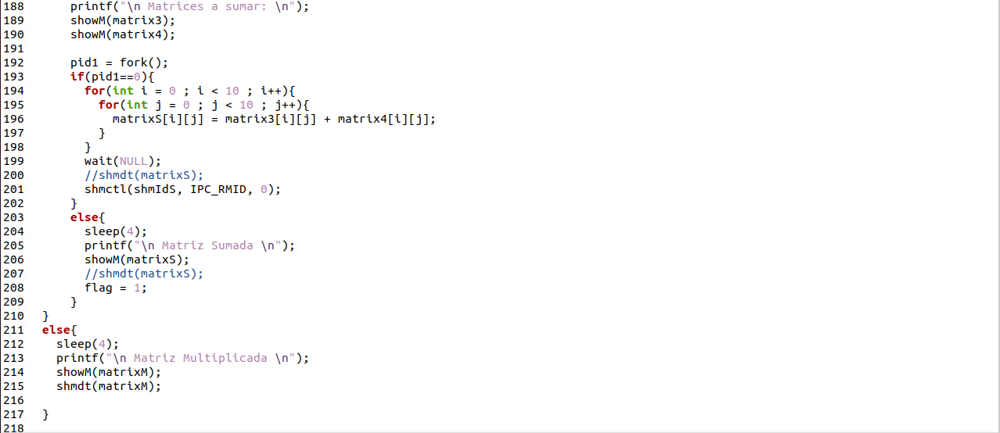 188 printf("\n Matrices a sumar: \n");
189 showM(matrix3);
190 showM(matrix4);
191
192 pid1 = fork();
193 if(pid1==0){
194 for(int i = 0 ; i < 10 ; i++){
195 for(int j = 0 ; j < 10 ; j++){
196 matrixS[i][j] = matrix3[i][j] + matrix4[i][j];
197 }
198 }
199 wait(NULL);
200 //shmdt(matrixS);
201 shmctl(shmIdS, IPC_RMID, 0);
202 }
203 else{
204 sleep(4);
205 printf("\n Matriz Sumada \n");
206 showM(matrixS);
207 //shmdt(matrixS);
208 flag = 1;
209 }
210 }
211 else{
212 sleep(4);
213 printf("\n Matriz Multiplicada \n");
214 showM(matrixM);
215 shmdt(matrixM);
216
217 }
218